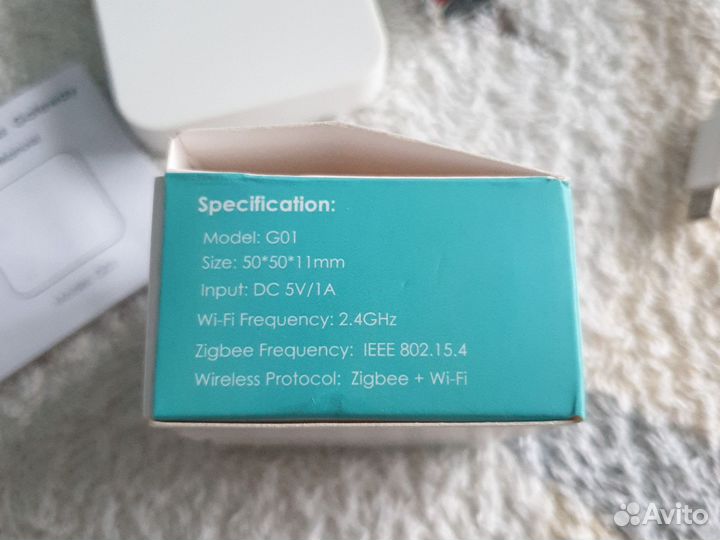 Specification:
Model: G01
Size: 50*50*11mm
Input: DC 5V/1A
Wi-Fi Frequency: 2.4GHz
Zigbee Frequency: IEEE 802.15.4
Wireless Protocol: Zigbee + Wi-Fi
Avito